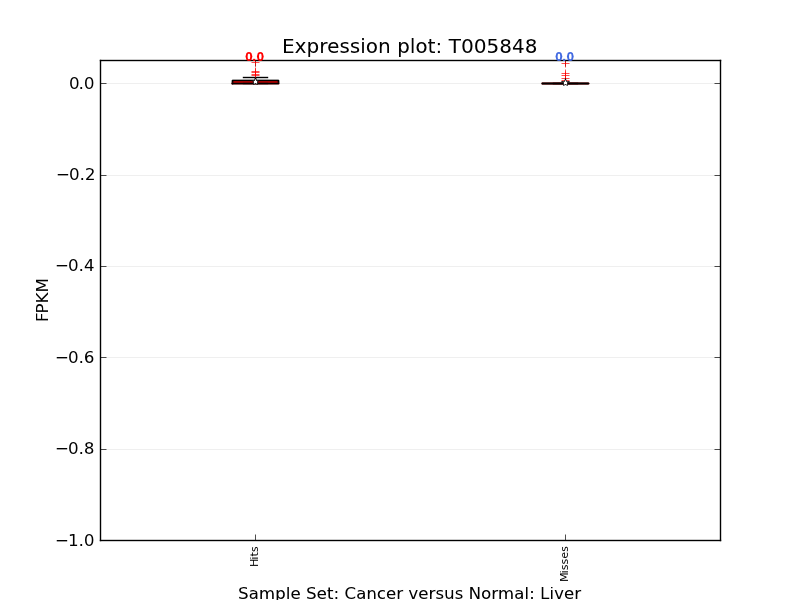 Expression plot: T005848
0.0
0.0
0.0
−0.2
−0.4
−0.6
−0.8
−1.0
FPKM
Hits
Misses
Sample Set: Cancer versus Normal: Liver